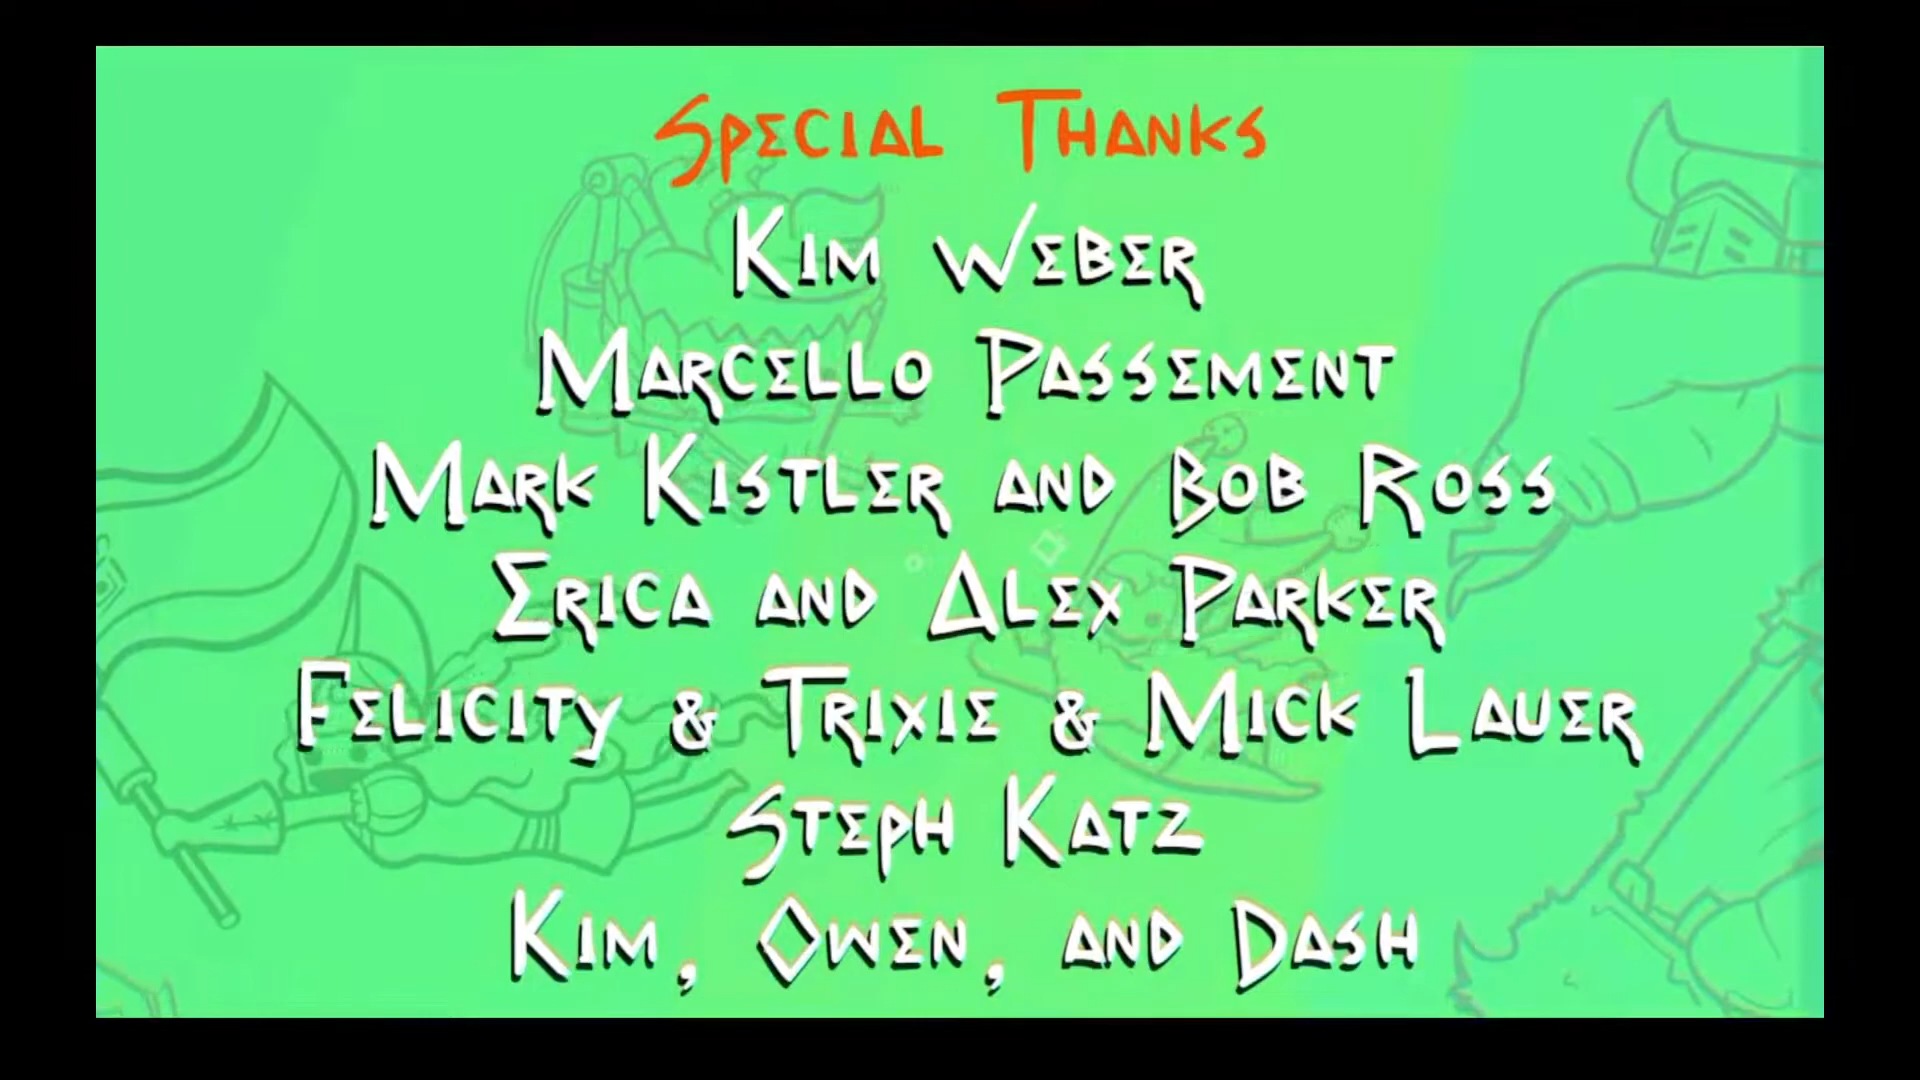 Special Thanks
Kim Weber
Marcello Passement
Mark Kistler and Bob Ross
Erica and Alex Parker
Felicity & Trixie & Mick Lauer
Steph Katz
Kim, Owen, and Dash